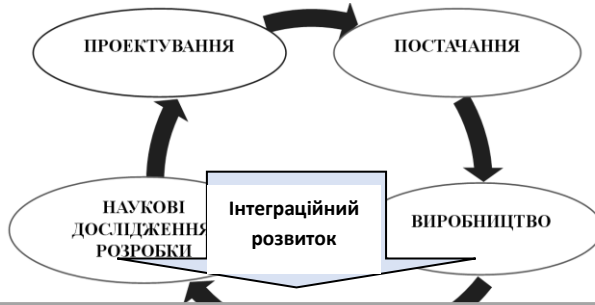 ПРОЕКТУВАННЯ
ПОСТАЧАННЯ
НАУКОВІ
ДОСЛІДЖЕННЯ
РОЗРОБКИ
Інтеграційний
розвиток
ВИРОБНИЦТВО